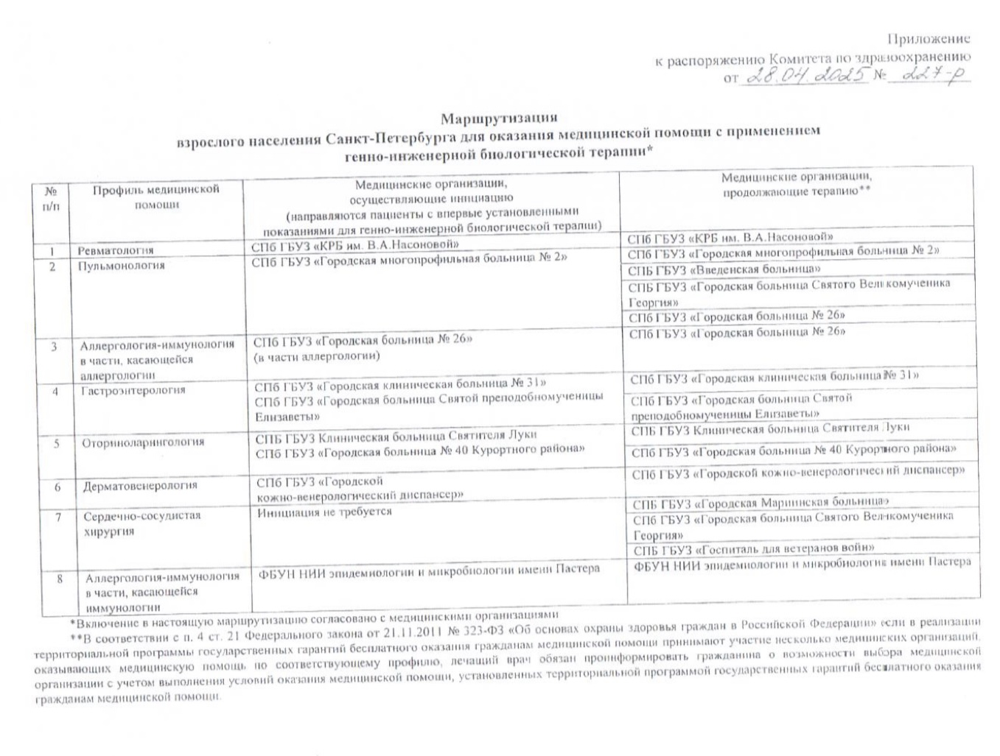 Приложение
к распоряжению Комитета по здравоохранению
от 28.04.2025 № 227-р
Маршрутизация
взрослого населения Санкт-Петербурга для оказания медицинской помощи с применением
генно-инженерной биологической терапии*
№
п/п
Профиль медицинской
помощи
Медицинские организации,
осуществляющие инициацию
(направляются пациенты с впервые установленными
показаниями для генно-инженерной биологической терапии)
Медицинские организации,
продолжающие терапию**
1
Ревматология
СПб ГБУЗ «КРБ им. В.А.Насоновой»
СПб ГБУЗ «КРБ им. В.А.Насоновой»
2
Пульмонология
СПб ГБУЗ «Городская многопрофильная больница № 2»
СПб ГБУЗ «Городская многопрофильная больница № 2»
СПБ ГБУЗ «Введенская больница»
СПБ ГБУЗ «Городская больница Святого Великомученика
Георгия»
СПб ГБУЗ «Городская больница № 26»
3
Аллергология-иммунология
в части, касающейся
аллергологии
СПб ГБУЗ «Городская больница № 26»
(в части аллергологии)
СПб ГБУЗ «Городская больница № 26»
4
Гастроэнтерология
СПб ГБУЗ «Городская клиническая больница № 31»
СПб ГБУЗ «Городская больница Святой преподобномученицы
Елизаветы»
СПб ГБУЗ «Городская клиническая больница № 31»
СПб ГБУЗ «Городская больница Святой
преподобномученицы Елизаветы»
5
Оториноларингология
СПБ ГБУЗ Клиническая больница Святителя Луки
СПб ГБУЗ «Городская больница № 40 Курортного района»
СПБ ГБУЗ Клиническая больница Святителя Луки
СПб ГБУЗ «Городская больница № 40 Курортного района»
6
Дерматовенерология
СПб ГБУЗ «Городской
кожно-венерологический диспансер»
СПб ГБУЗ «Городской кожно-венерологический диспансер»
7
Сердечно-сосудистая
хирургия
Инициация не требуется
СПБ ГБУЗ «Городская Мариинская больница»
СПб ГБУЗ «Городская больница Святого Великомученика
Георгия»
СПБ ГБУЗ «Госпиталь для ветеранов войн»
8
Аллергология-иммунология
в части, касающейся
иммунологии
ФБУН НИИ эпидемиологии и микробиологии имени Пастера
ФБУН НИИ эпидемиологии и микробиологии имени Пастера
*Включение в настоящую маршрутизацию согласовано с медицинскими организациями
**В соответствии с п. 4 ст. 21 Федерального закона от 21.11.2011 № 323-ФЗ «Об основах охраны здоровья граждан в Российской Федерации» если в реализации
территориальной программы государственных гарантий бесплатного оказания гражданам медицинской помощи принимают участие несколько медицинских организаций,
оказывающих медицинскую помощь по соответствующему профилю, лечащий врач обязан проинформировать гражданина о возможности выбора медицинской
организации с учетом выполнения условий оказания медицинской помощи, установленных территориальной программой государственных гарантий бесплатного оказания
гражданам медицинской помощи.